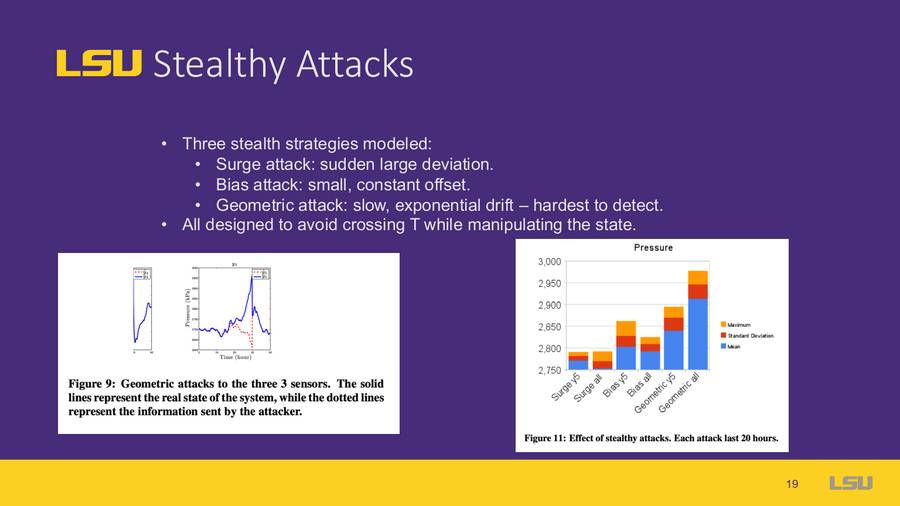 LSU Stealthy Attacks
• Three stealth strategies modeled:
• Surge attack: sudden large deviation.
• Bias attack: small, constant offset.
• Geometric attack: slow, exponential drift – hardest to detect.
• All designed to avoid crossing T while manipulating the state.
Pressure (kPa)
Time (hour)
Figure 9: Geometric attacks to the three 3 sensors. The solid
lines represent the real state of the system, while the dotted lines
represent the information sent by the attacker.
Pressure
3,000
2,950
2,900
2,850
2,800
2,750
Maximum
Standard Deviation
Mean
Surge y5
Surge all
Bias y5
Bias all
Geometric y5
Geometric all
Figure 11: Effect of stealthy attacks. Each attack last 20 hours.
19
LSU